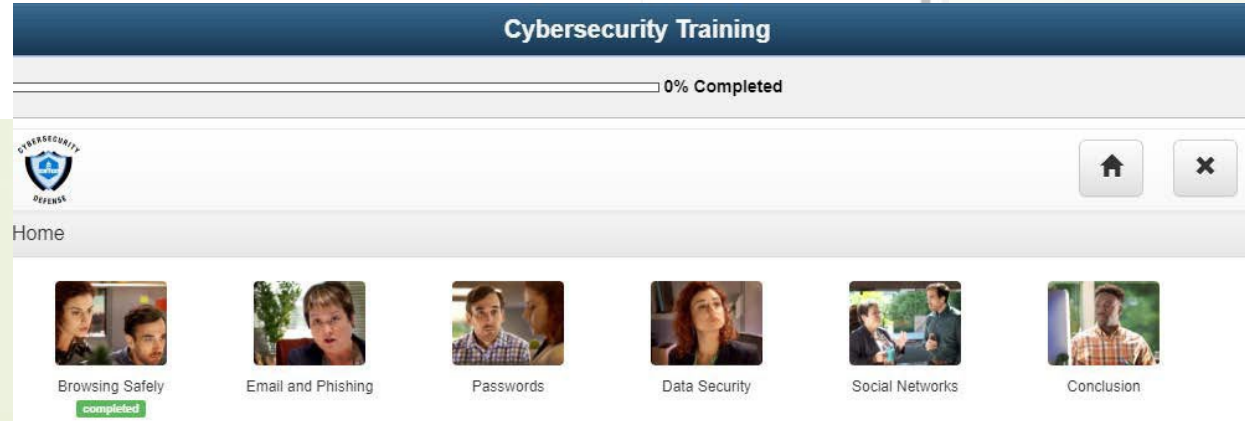 Cybersecurity Training
0% Completed
CYBERSECURITY
DEFENSE
Home
Browsing Safely
Email and Phishing
Passwords
Data Security
Social Networks
Conclusion
completed